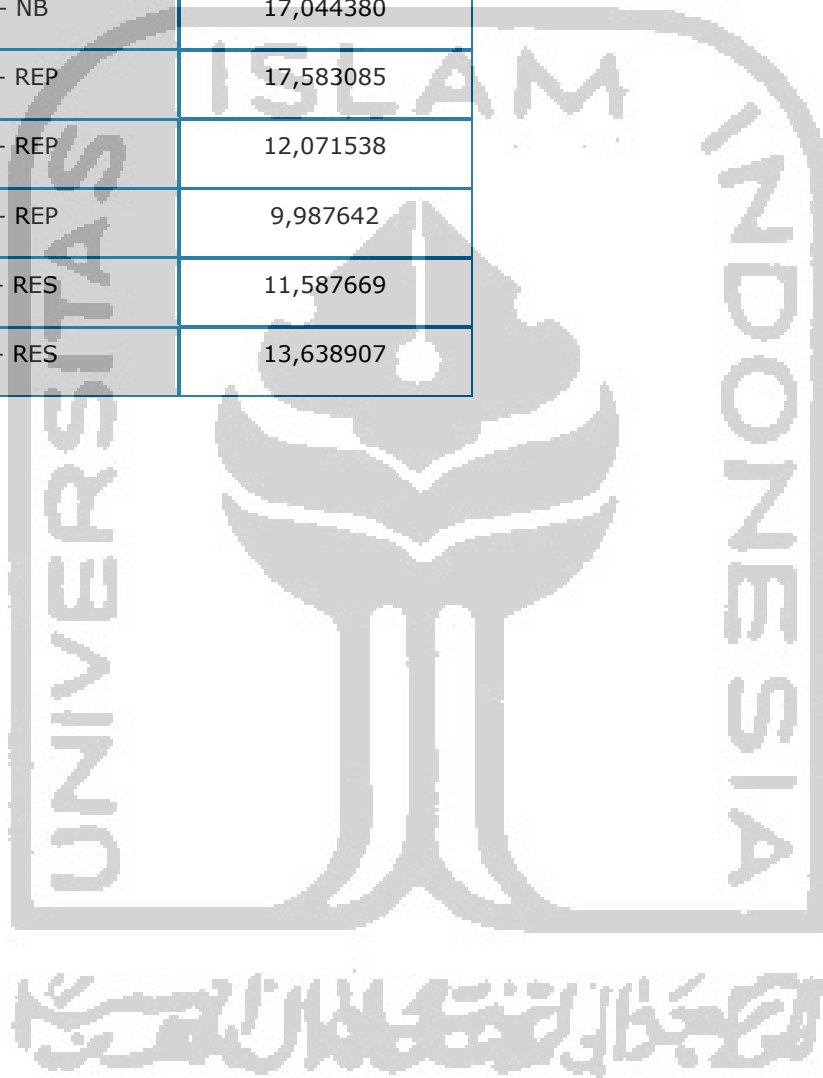 - NB 17,044380
- REP 17,583085
- REP 12,071538
- REP 9,987642
- RES 11,587669
- RES 13,638907
ISLAM
UNIVERSITAS
INDONESIA